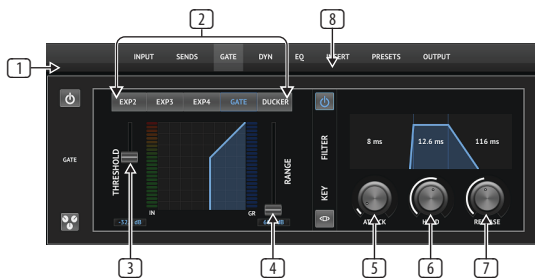 2
8
1
INPUT SENDS GATE DYN EQ INSERT PRESETS OUTPUT
EXP2 EXP3 EXP4 GATE DUCKER
GATE
THRESHOLD
RANGE
FILTER
KEY
8 ms 12.6 ms 116 ms
IN
GR
ATTACK HOLD RELEASE
3
4
5
6
7